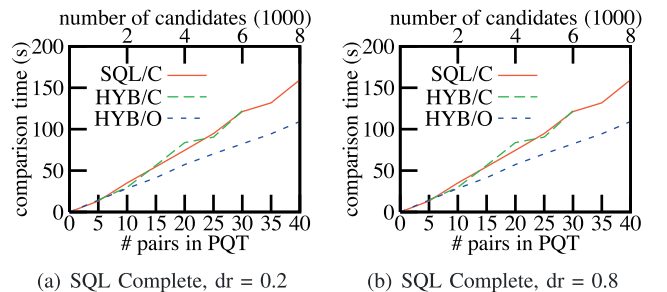 number of candidates (1000)
2 4 6 8
200
150
100
50
0
comparison time (s)
SQL/C
HYB/C
HYB/O
0 5 10 15 20 25 30 35 40
# pairs in PQT
(a) SQL Complete, dr = 0.2
number of candidates (1000)
2 4 6 8
200
150
100
50
0
comparison time (s)
SQL/C
HYB/C
HYB/O
0 5 10 15 20 25 30 35 40
# pairs in PQT
(b) SQL Complete, dr = 0.8